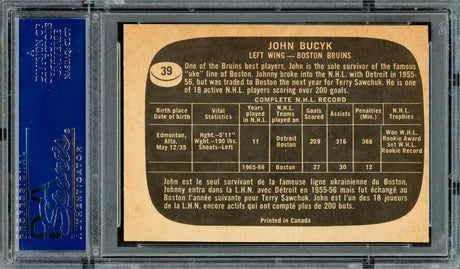 39
JOHN BUCYK
LEFT WING — BOSTON BRUINS
One of the Bruins best players, John is the sole survivor of the famous
"uke" line of Boston. Johnny broke into the N.H.L. with Detroit in 1955-
56, but was traded to Boston the next year for Terry Sawchuk. He is one
of 18 active N.H.L. players scoring over 200 goals.
COMPLETE N.H.L. RECORD
Birth place Date of birth | Vital Statistics | Years played in N.H.L. | N.H.L. Teams played on | Goals Scored | Assists | Penalties (Min.) | N.H.L. Trophies
Edmonton, Alta. May 12/35 | Hght.-5'11" Wght.-190 lbs. Shoots-Left | 11 | Detroit Boston | 209 | 316 | 368 | Won W.H.L. Rookie Award Set W.H.L. Rookie Record
1965-66 | Boston | 27 | 30 | 12
John est le seul survivant de la fameuse ligne ukrainienne du Boston.
Johnny entra dans la L.H.N. avec Détroit en 1955-56 mais fut échangé
au Boston l'année suivante pour Terry Sawchuk. John est l'un des 18 joueurs
de la L.H.N. encore actifs qui ont compté plus de 200 buts.
Printed in Canada
PSA
A DIVISION OF
PROFESSIONAL
AUTHENTICATOR
NASDAQ: CLCT